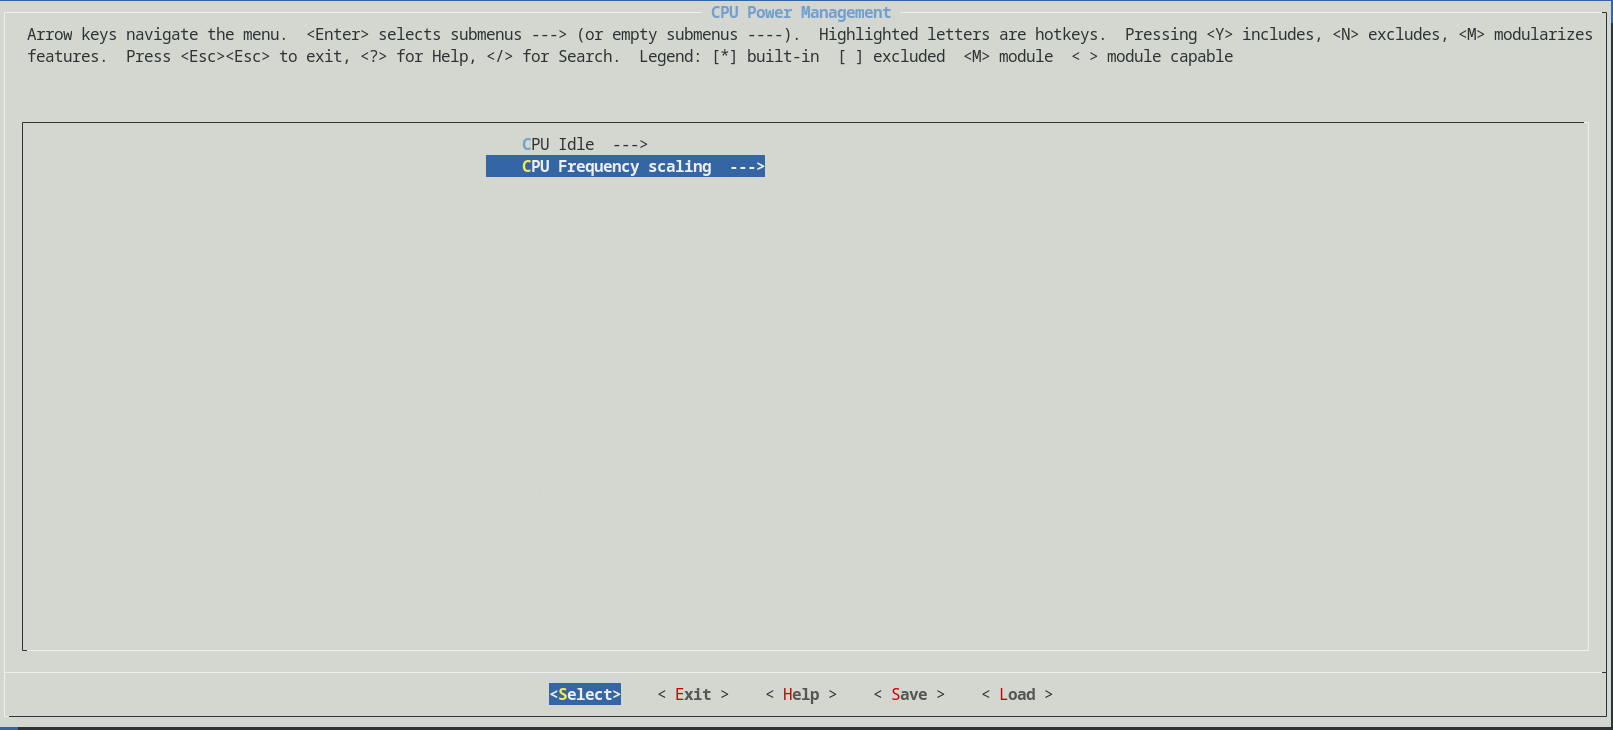 CPU Power Management
Arrow keys navigate the menu.  <Enter> selects submenus ---> (or empty submenus ----).  Highlighted letters are hotkeys.  Pressing <Y> includes, <N> excludes, <M> modularizes
features.  Press <Esc><Esc> to exit, <?> for Help, </> for Search.  Legend: [*] built-in  [ ] excluded  <M> module  < > module capable
CPU Idle  --->
CPU Frequency scaling  --->
<Select>    < Exit >    < Help >    < Save >    < Load >